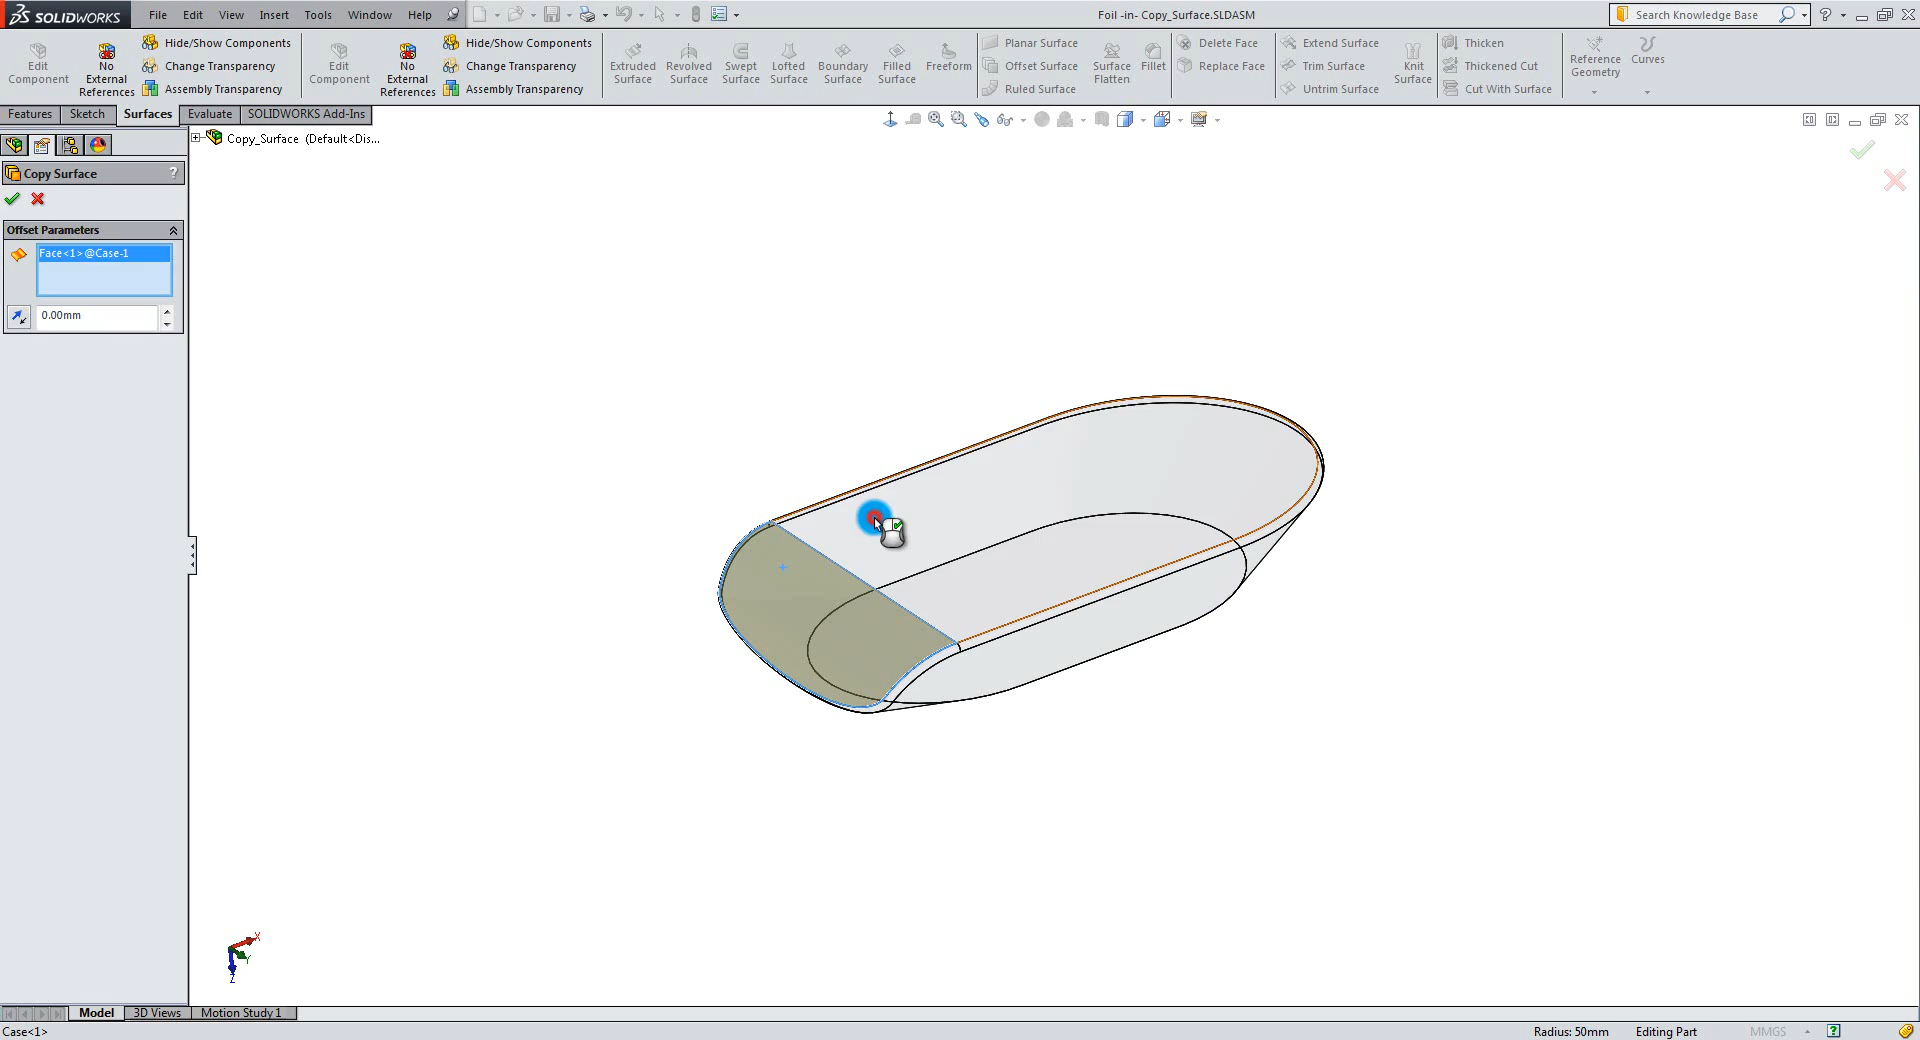 SOLIDWORKS File Edit View Insert Tools Window Help Foil -in- Copy_Surface.SLDASM Search Knowledge Base ?
Edit Component
No External References
Hide/Show Components
Change Transparency
Assembly Transparency
Edit Component
No External References
Hide/Show Components
Change Transparency
Assembly Transparency
Extruded Surface
Revolved Surface
Swept Surface
Lofted Surface
Boundary Surface
Filled Surface
Freeform
Planar Surface
Offset Surface
Ruled Surface
Surface Flatten
Fillet
Delete Face
Replace Face
Extend Surface
Trim Surface
Untrim Surface
Knit Surface
Thicken
Thickened Cut
Cut With Surface
Reference Geometry
Curves
Features Sketch Surfaces Evaluate SOLIDWORKS Add-Ins
Copy_Surface (Default<Dis...
Copy Surface ?
Offset Parameters
Face<1>@Case-1
0.00mm
X
Y
Z
Model 3D Views Motion Study 1
Case<1> Radius: 50mm Editing Part MMGS ?